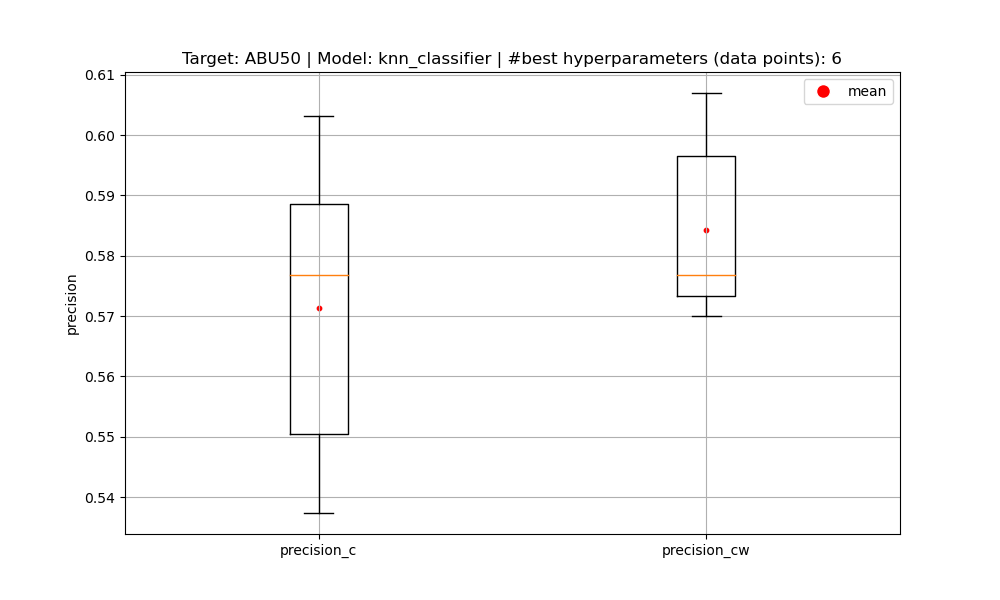 Target: ABU50 | Model: knn_classifier | #best hyperparameters (data points): 6
mean
0.61
0.60
0.59
0.58
0.57
0.56
0.55
0.54
precision
precision_c
precision_cw